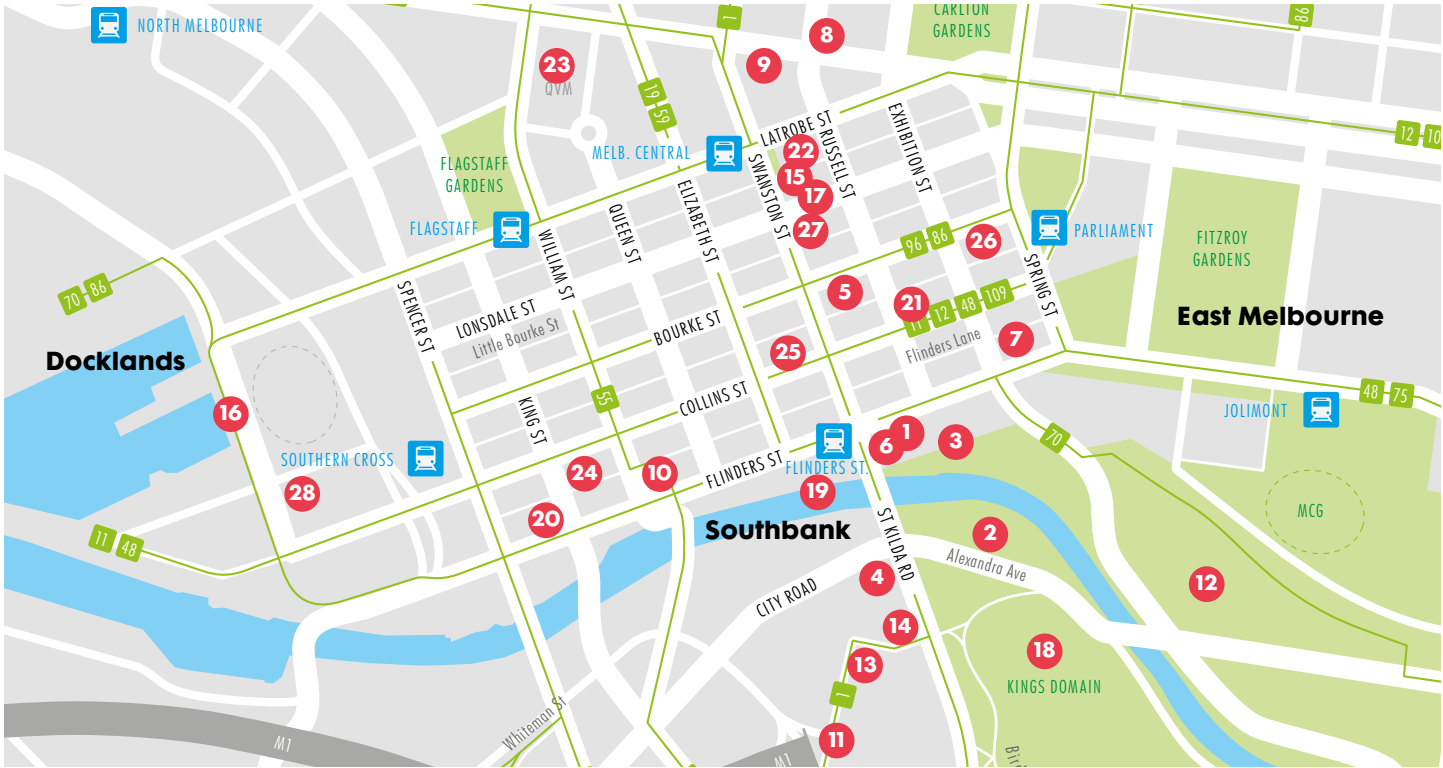 CARLTON
GARDENS
NORTH MELBOURNE
1
86
8
9
23
QVM
19
59
12
109
LATROBE ST
MELB. CENTRAL
22
RUSSELL ST
EXHIBITION ST
FLAGSTAFF
GARDENS
15
17
SWANSTON ST
ELIZABETH ST
QUEEN ST
27
FLAGSTAFF
WILLIAM ST
96
86
26
PARLIAMENT
FITZROY
GARDENS
SPRING ST
70
86
SPENCER ST
LONSDALE ST
Little Bourke St
BOURKE ST
5
21
11
12
48
109
East Melbourne
Flinders Lane
7
25
Docklands
16
KING ST
55
COLLINS ST
48
75
JOLIMONT
1
3
6
70
SOUTHERN CROSS
FLINDERS ST
FLINDERS ST.
24
10
28
19
20
Southbank
ST KILDA RD
MCG
11
48
2
Alexandra Ave
4
CITY ROAD
12
14
13
18
KINGS DOMAIN
1
Whiteman St
11
M1
M1